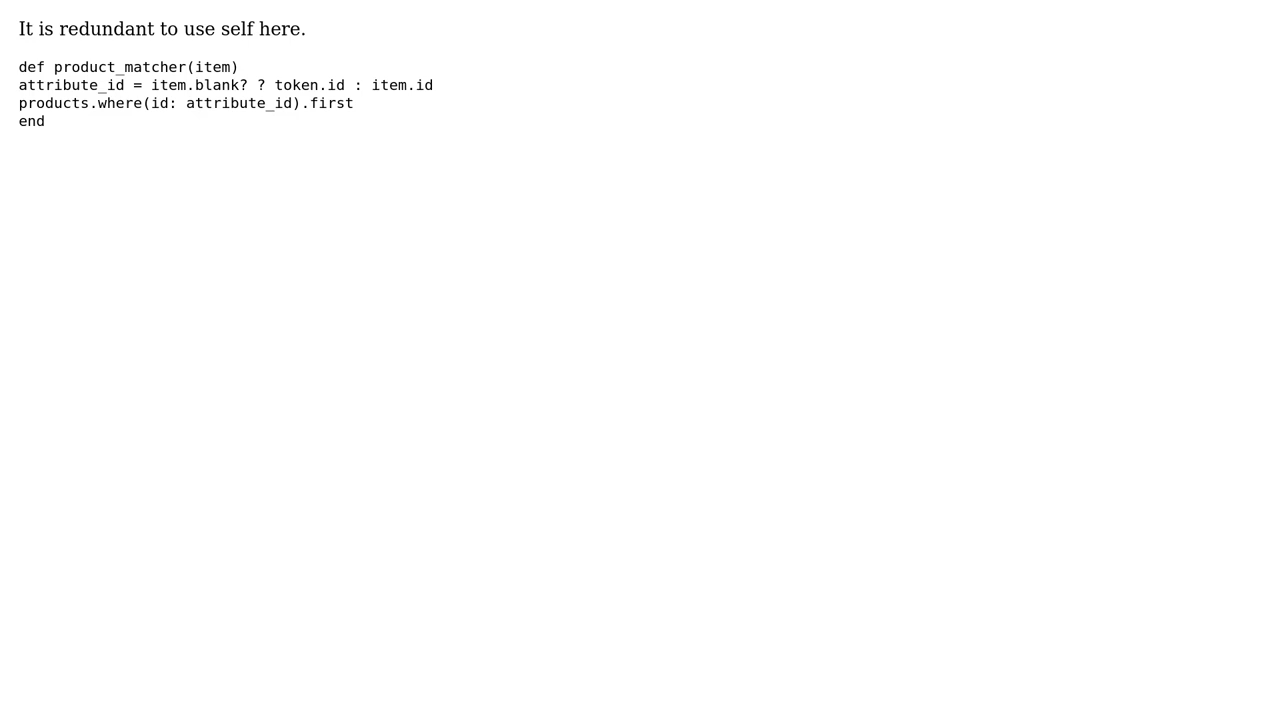 It is redundant to use self here.
def product_matcher(item)
attribute_id = item.blank? ? token.id : item.id
products.where(id: attribute_id).first
end